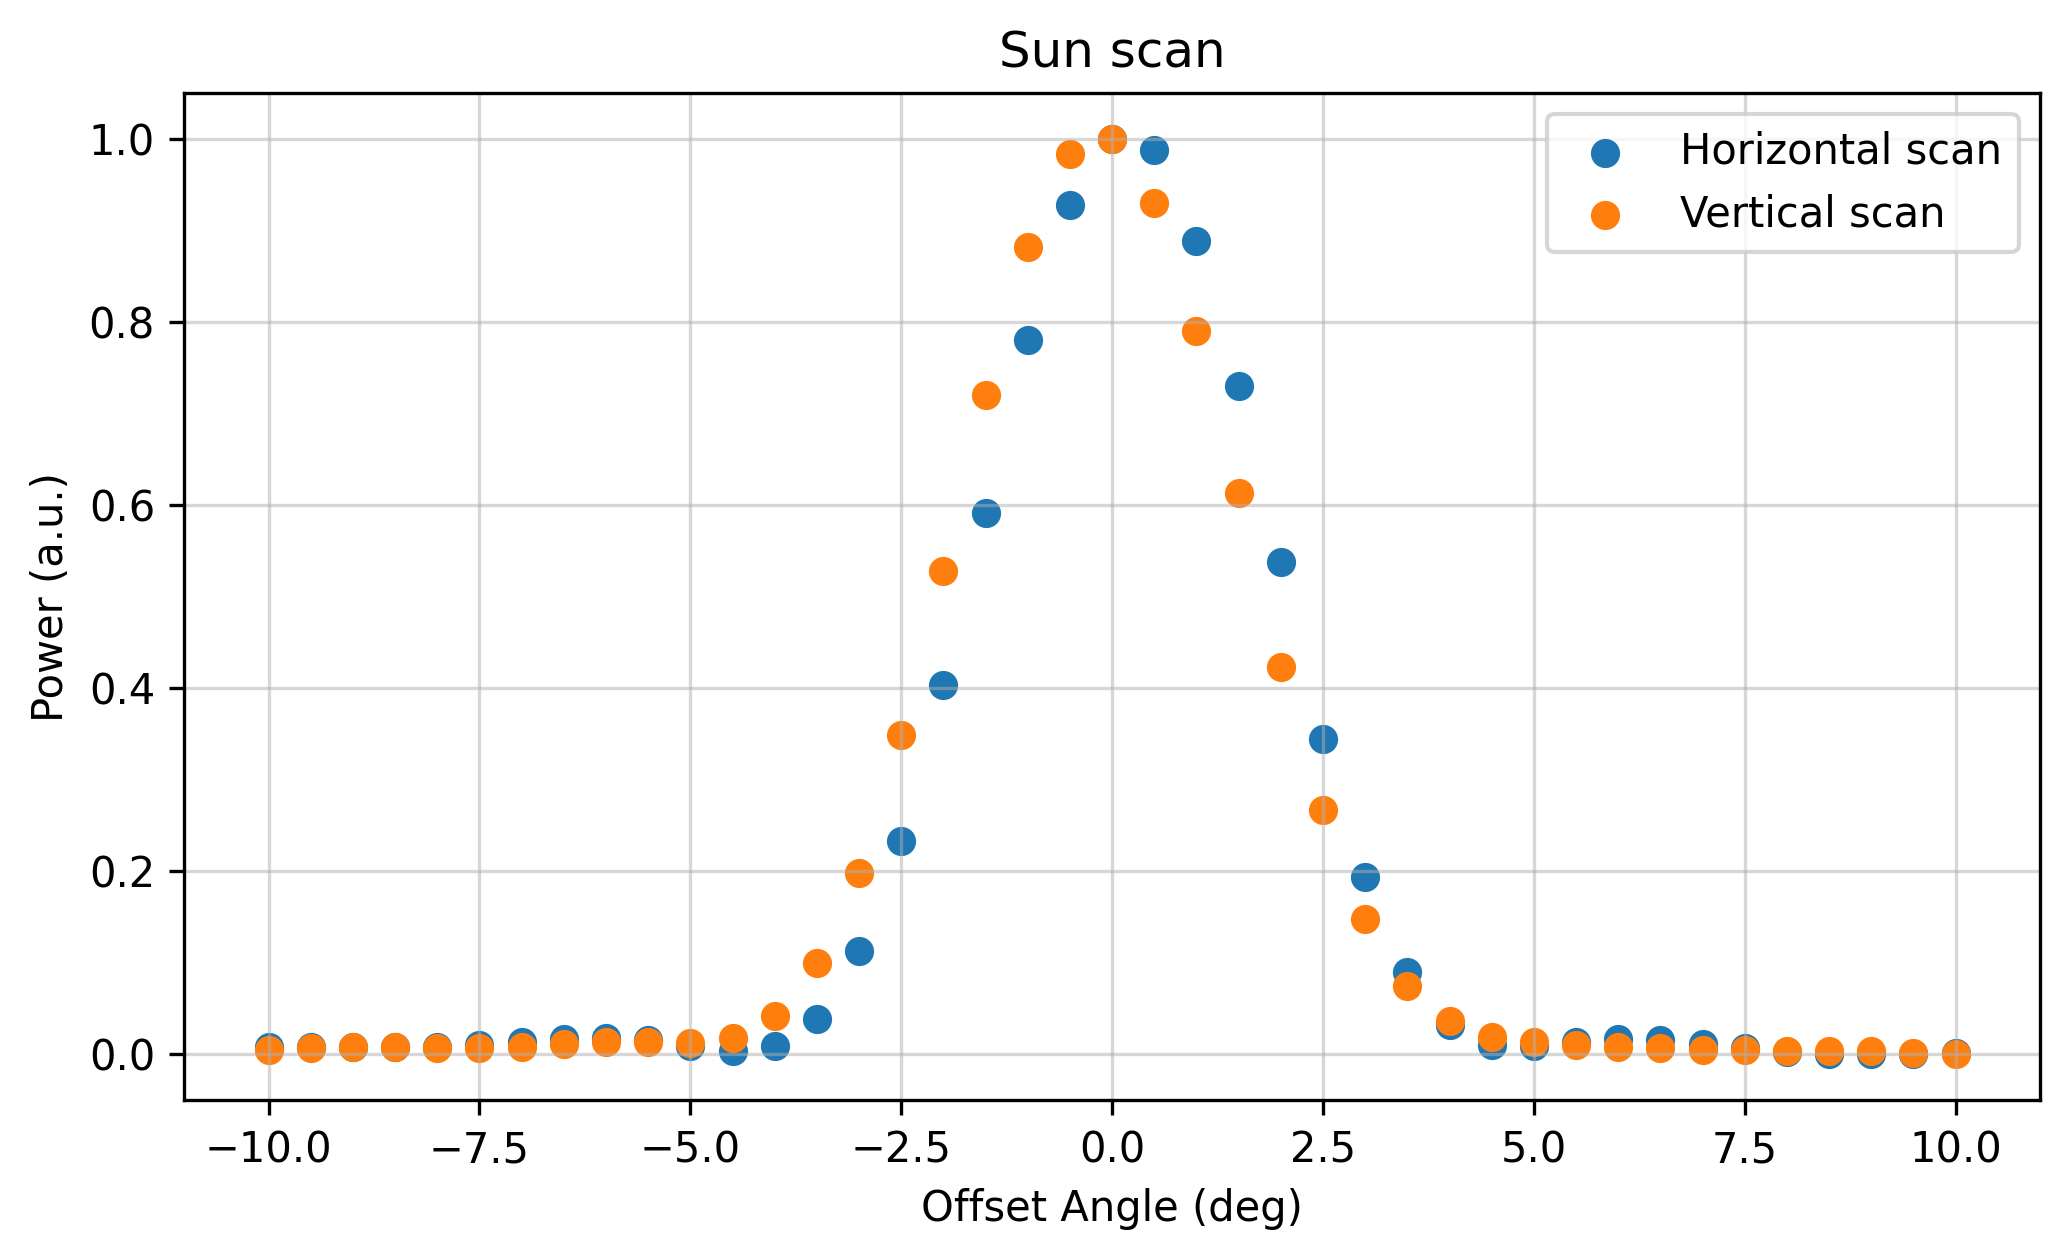 Sun scan
Horizontal scan
Vertical scan
1.0
0.8
0.6
0.4
0.2
0.0
Power (a.u.)
−10.0 −7.5 −5.0 −2.5 0.0 2.5 5.0 7.5 10.0
Offset Angle (deg)